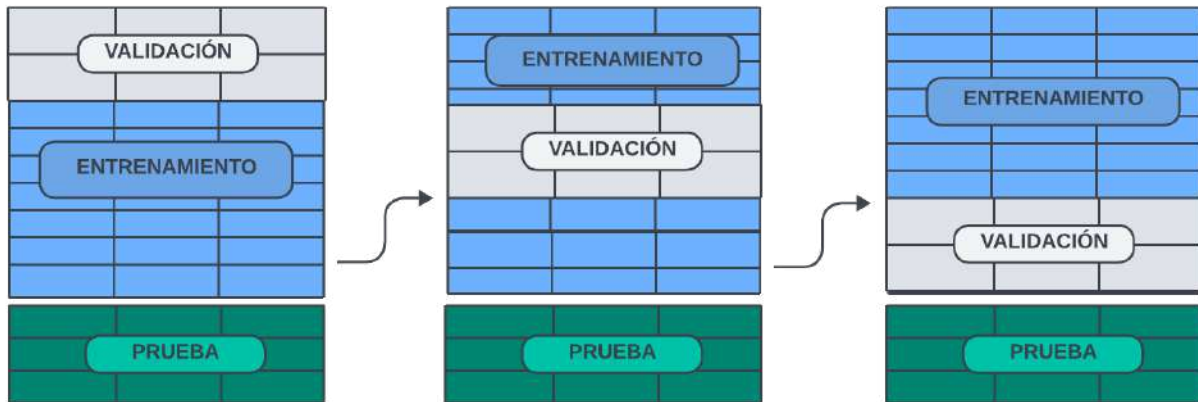 VALIDACIÓN
ENTRENAMIENTO
PRUEBA
ENTRENAMIENTO
VALIDACIÓN
PRUEBA
ENTRENAMIENTO
VALIDACIÓN
PRUEBA